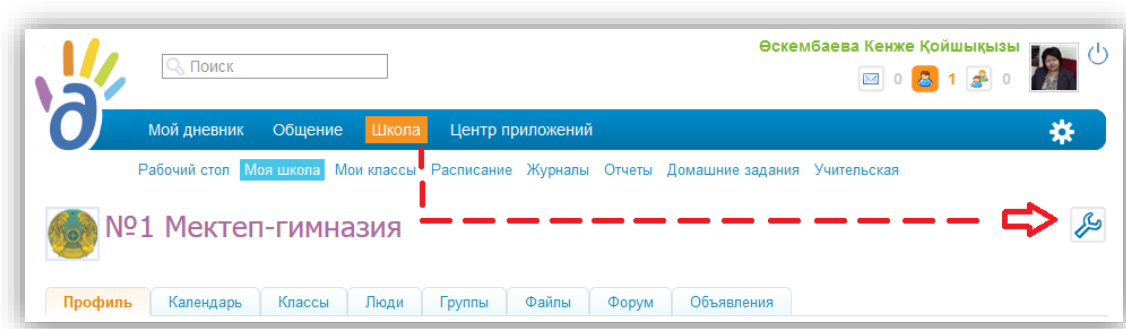 Өскембаева Кенже Қойшықызы
Поиск
0 1 0
Мой дневник Общение Школа Центр приложений
Рабочий стол Моя школа Мои классы Расписание Журналы Отчеты Домашние задания Учительская
№1 Мектеп-гимназия
Профиль Календарь Классы Люди Группы Файлы Форум Объявления